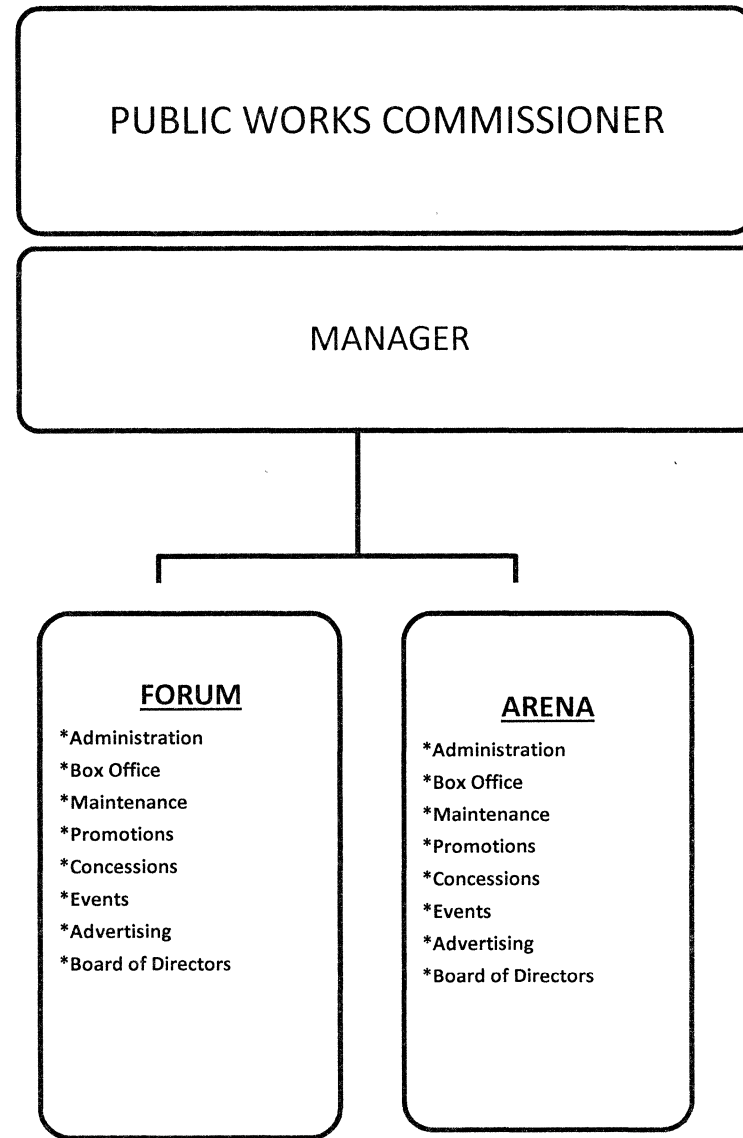 PUBLIC WORKS COMMISSIONER
MANAGER
FORUM
*Administration
*Box Office
*Maintenance
*Promotions
*Concessions
*Events
*Advertising
*Board of Directors
ARENA
*Administration
*Box Office
*Maintenance
*Promotions
*Concessions
*Events
*Advertising
*Board of Directors